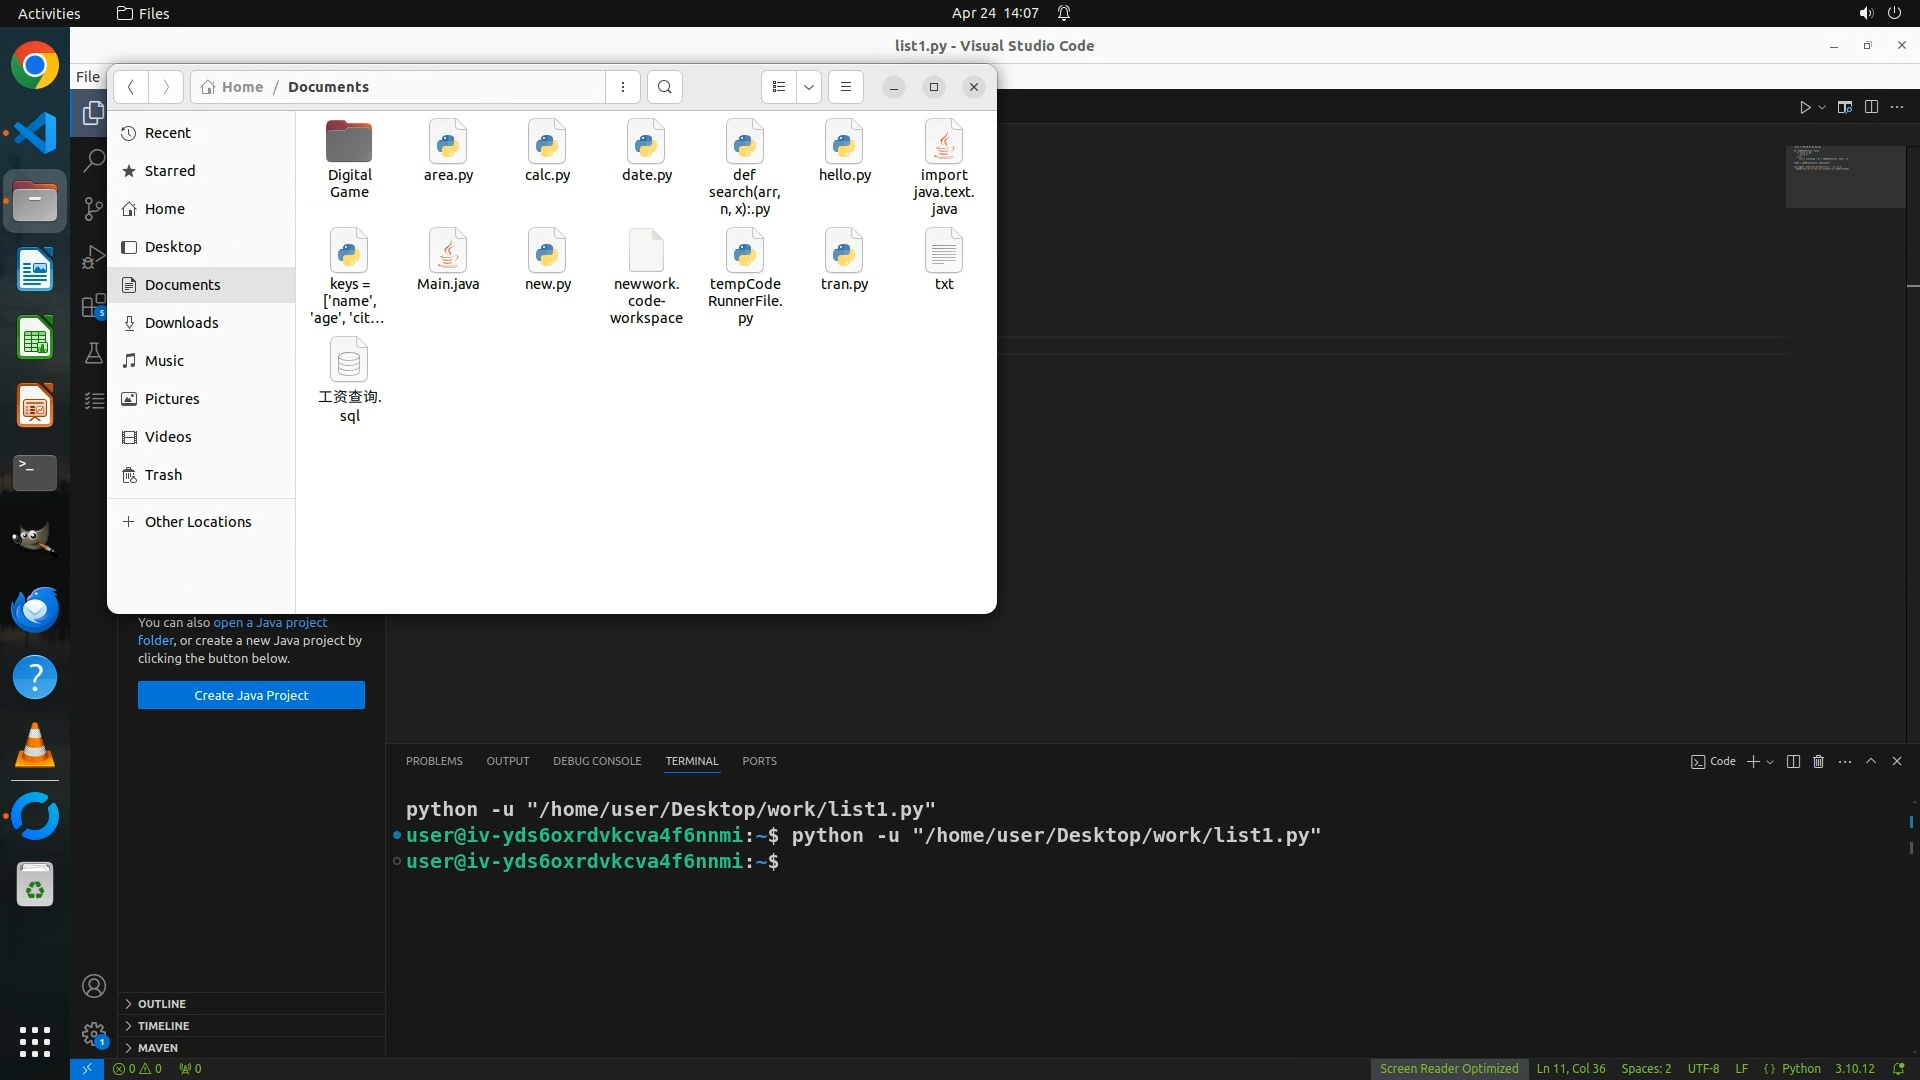 Activities
Files
Apr 24 14:07
list1.py - Visual Studio Code
File
Home / Documents
Recent
Starred
Home
Desktop
Documents
Downloads
Music
Pictures
Videos
Trash
Other Locations
Digital
Game
area.py
calc.py
date.py
def
search(arr,
n, x):.py
hello.py
import
java.text.
java
keys =
['name',
'age', 'cit...
Main.java
new.py
newwork.
code-
workspace
tempCode
RunnerFile.
py
tran.py
txt
工资查询.
sql
5
You can also open a Java project
folder, or create a new Java project by
clicking the button below.
Create Java Project
PROBLEMS
OUTPUT
DEBUG CONSOLE
TERMINAL
PORTS
Code
python -u "/home/user/Desktop/work/list1.py"
user@iv-yds6oxrdvkcva4f6nnmi:~$ python -u "/home/user/Desktop/work/list1.py"
user@iv-yds6oxrdvkcva4f6nnmi:~$
OUTLINE
TIMELINE
MAVEN
1
0 0
0
Screen Reader Optimized
Ln 11, Col 36
Spaces: 2
UTF-8
LF
{ } Python
3.10.12